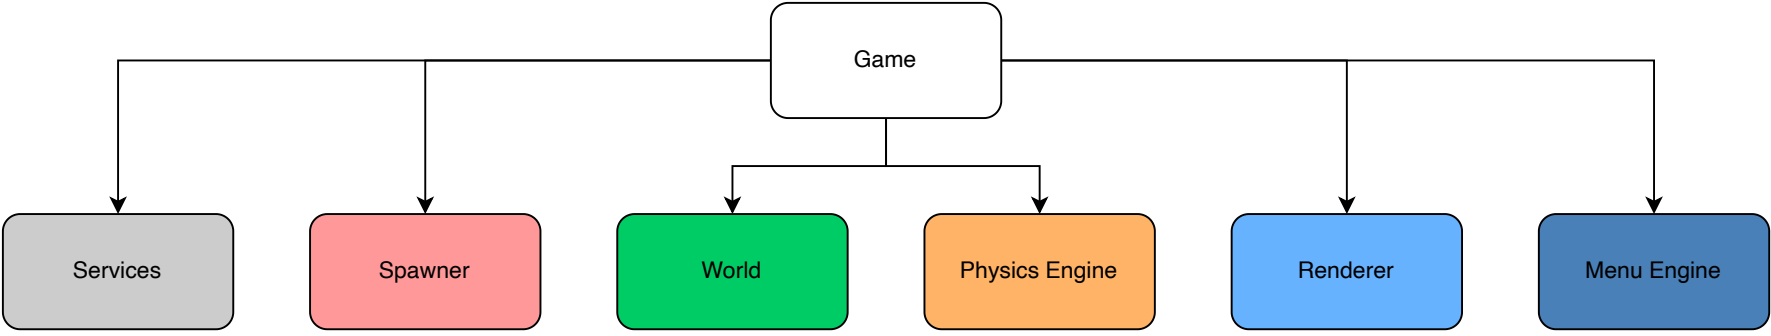 Game
Services
Spawner
World
Physics Engine
Renderer
Menu Engine